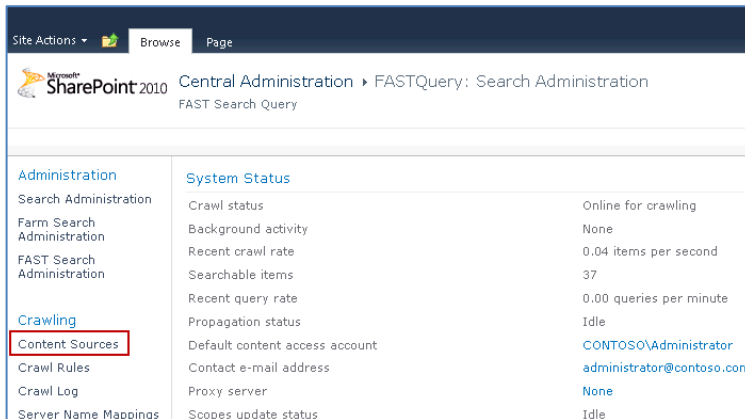 Site Actions Browse Page
Microsoft
SharePoint 2010 Central Administration FASTQuery: Search Administration
FAST Search Query
Administration
Search Administration
Farm Search
Administration
FAST Search
Administration
Crawling
Content Sources
Crawl Rules
Crawl Log
Server Name Mappings
System Status
Crawl status Online for crawling
Background activity None
Recent crawl rate 0.04 items per second
Searchable items 37
Recent query rate 0.00 queries per minute
Propagation status Idle
Default content access account CONTOSO\Administrator
Contact e-mail address administrator@contoso.con
Proxy server None
Scopes update status Idle